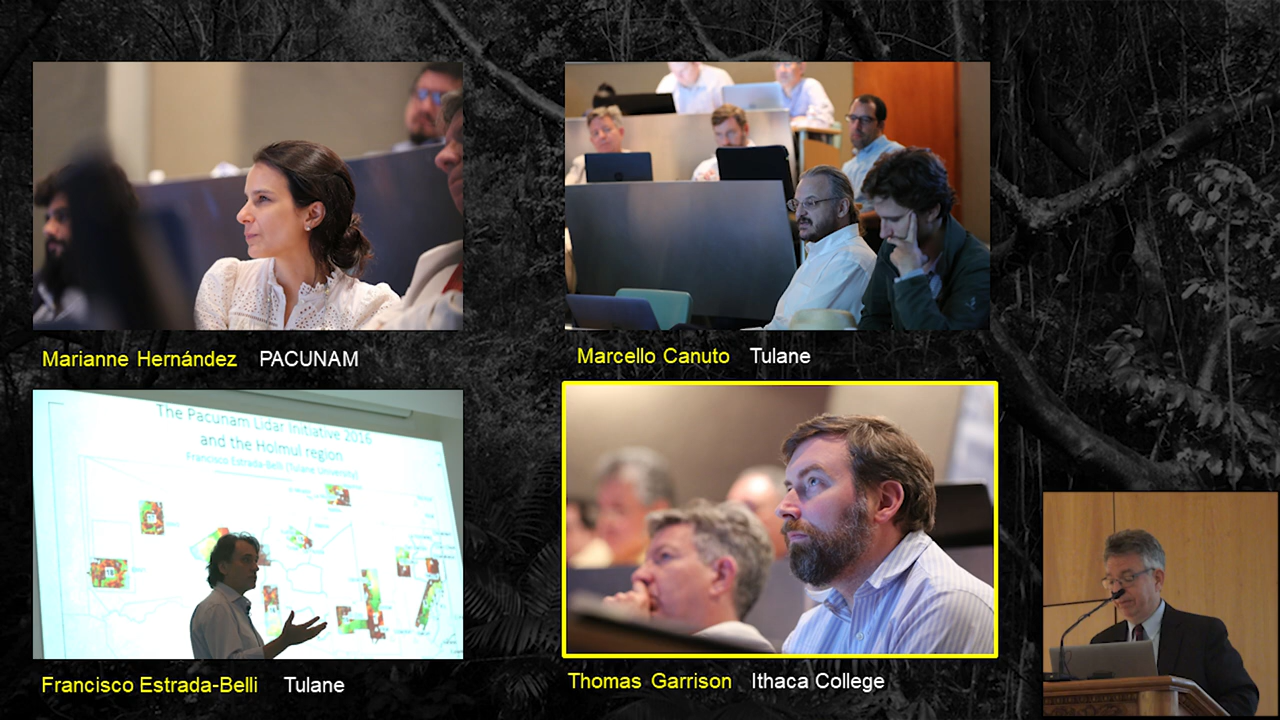 Marianne Hernández PACUNAM
Marcello Canuto Tulane
The Pacunam Lidar Initiative 2016
and the Holmul region
Francisco Estrada-Belli (Tulane University)
Francisco Estrada-Belli Tulane
Thomas Garrison Ithaca College